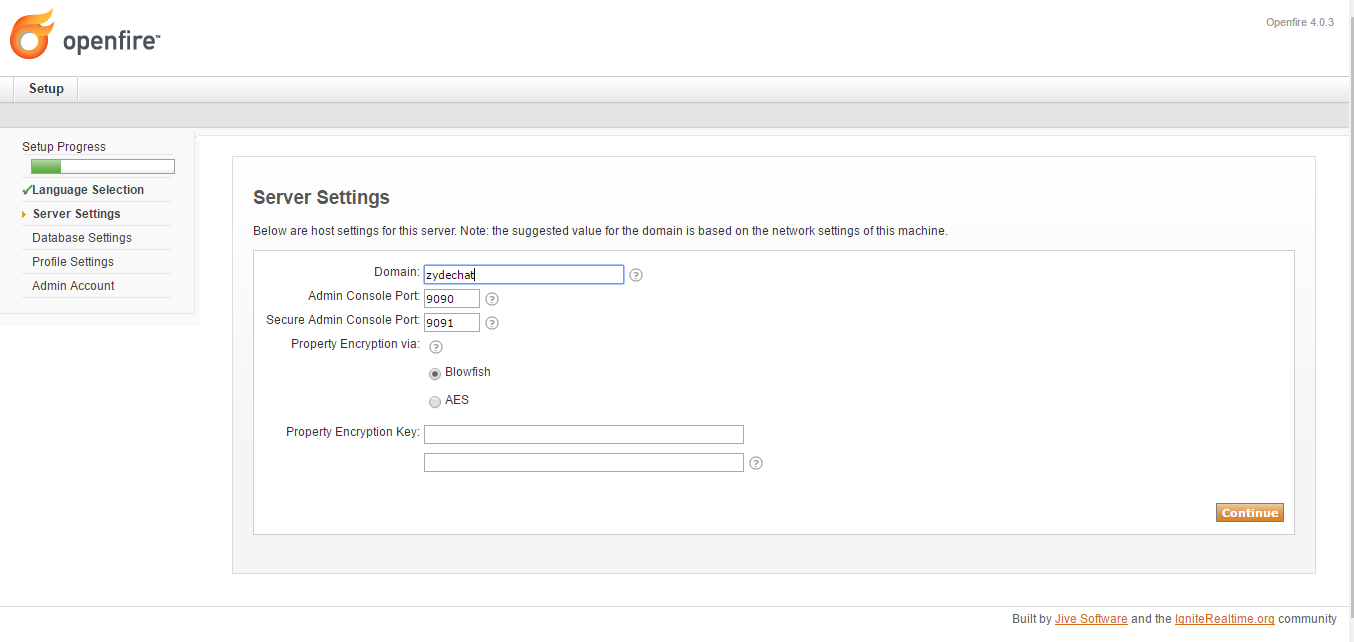 openfire™
Openfire 4.0.3
Setup
Setup Progress
Language Selection
Server Settings
Database Settings
Profile Settings
Admin Account
Server Settings
Below are host settings for this server. Note: the suggested value for the domain is based on the network settings of this machine.
Domain: zydechat ?
Admin Console Port: 9090 ?
Secure Admin Console Port: 9091 ?
Property Encryption via: ?
Blowfish
AES
Property Encryption Key:
?
Continue
Built by Jive Software and the IgniteRealtime.org community